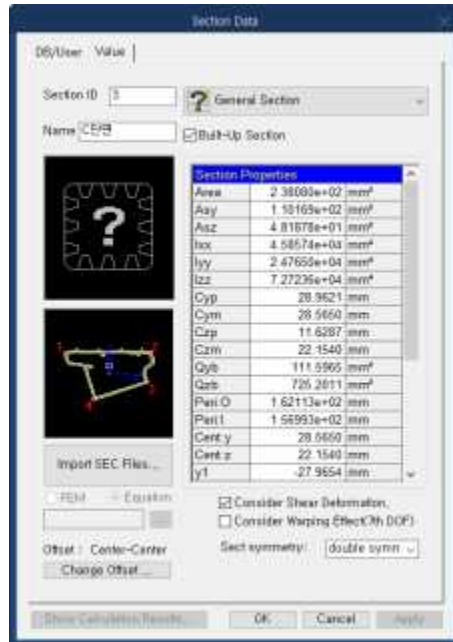 Section Data
DB/User Value
Section ID 3
General Section
Name C단면
Built-Up Section
?
Section Properties
Area 2.38080e+02 mm²
Asy 1.10169e+02 mm²
Asz 4.81878e+01 mm²
Ixx 4.58574e+04 mm⁴
Iyy 2.47658e+04 mm⁴
Izz 7.27236e+04 mm⁴
Cyp 28.9621 mm
Cym 28.5650 mm
Czp 11.6287 mm
Czm 22.1540 mm
Qyb 111.5965 mm²
Qzb 726.2011 mm²
Peri:O 1.62113e+02 mm
Peri:I 1.56993e+02 mm
Cent:y 28.5650 mm
Cent:z 22.1540 mm
y1 -27.9654 mm
Import SEC Files...
FEM Equation
Consider Shear Deformation.
Consider Warping Effect(7th DOF)
Offset : Center-Center
Sect symmetry: double symm
Change Offset ...
Show Calculation Results...
OK Cancel Apply